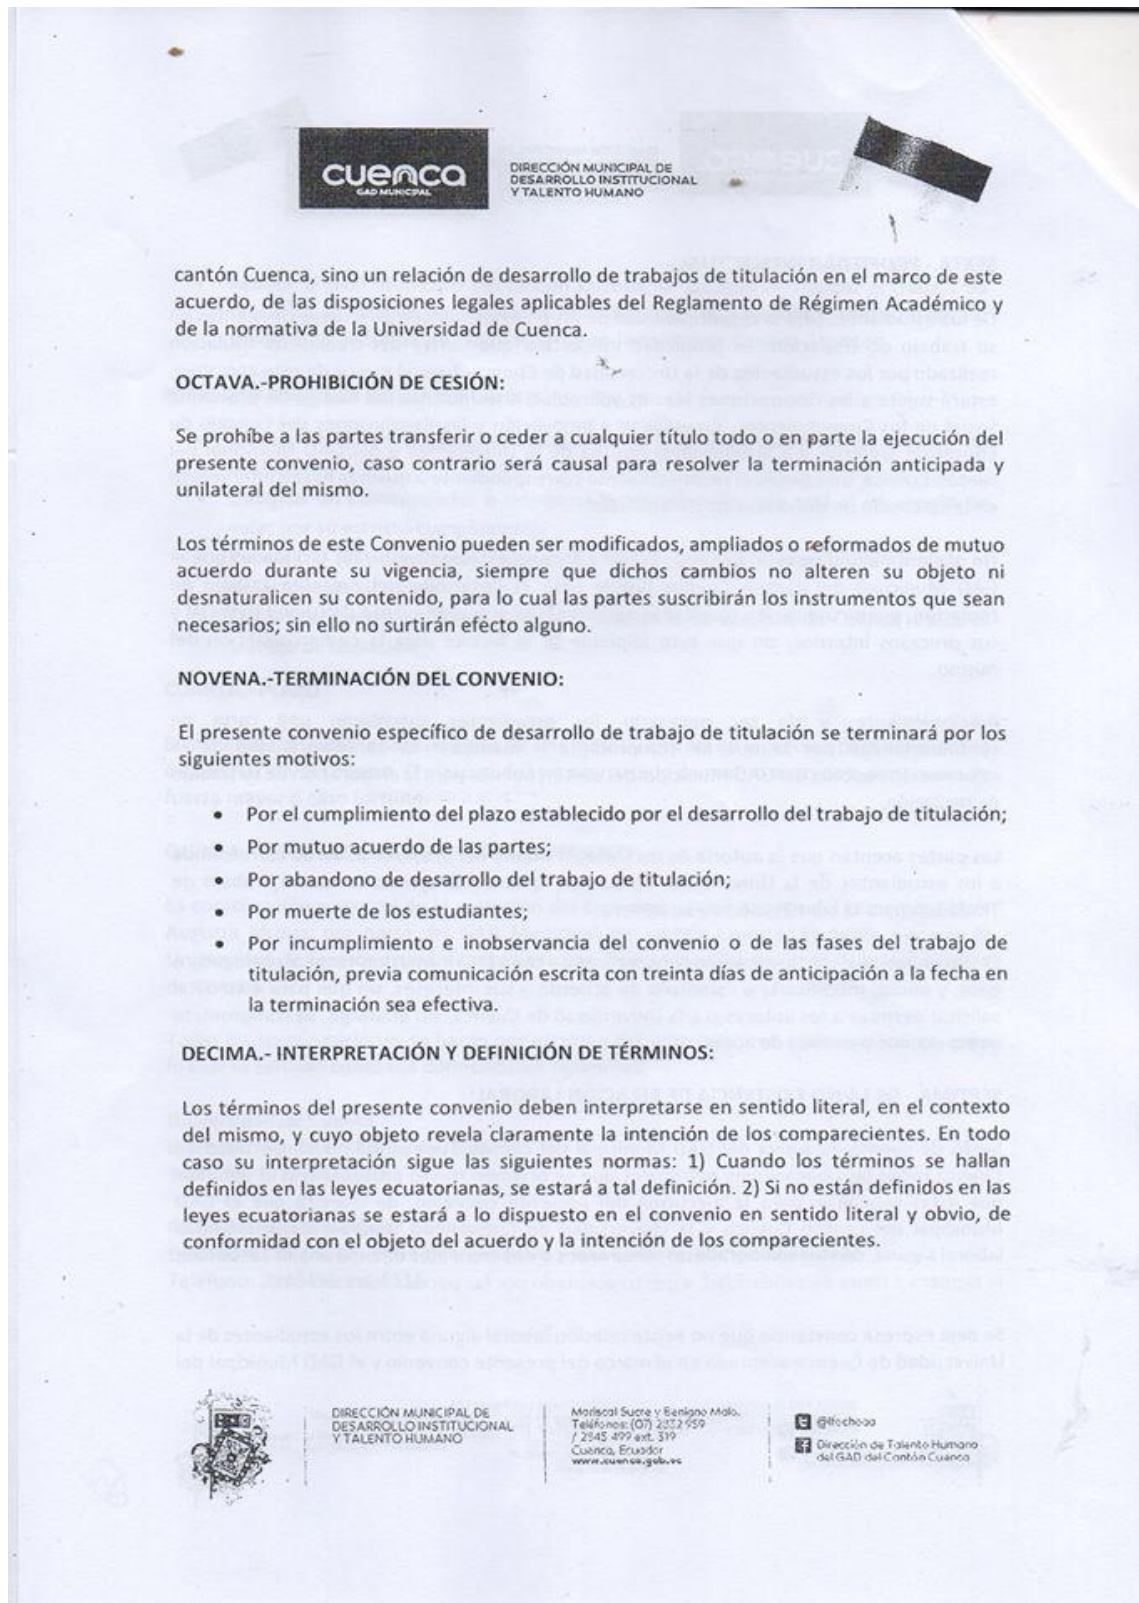 cuenca
GAD MUNICIPAL
DIRECCIÓN MUNICIPAL DE
DESARROLLO INSTITUCIONAL
Y TALENTO HUMANO
cantón Cuenca, sino un relación de desarrollo de trabajos de titulación en el marco de este
acuerdo, de las disposiciones legales aplicables del Reglamento de Régimen Académico y
de la normativa de la Universidad de Cuenca.
OCTAVA.-PROHIBICIÓN DE CESIÓN:
Se prohíbe a las partes transferir o ceder a cualquier título todo o en parte la ejecución del
presente convenio, caso contrario será causal para resolver la terminación anticipada y
unilateral del mismo.
Los términos de este Convenio pueden ser modificados, ampliados o reformados de mutuo
acuerdo durante su vigencia, siempre que dichos cambios no alteren su objeto ni
desnaturalicen su contenido, para lo cual las partes suscribirán los instrumentos que sean
necesarios; sin ello no surtirán efecto alguno.
NOVENA.-TERMINACIÓN DEL CONVENIO:
El presente convenio específico de desarrollo de trabajo de titulación se terminará por los
siguientes motivos:
• Por el cumplimiento del plazo establecido por el desarrollo del trabajo de titulación;
• Por mutuo acuerdo de las partes;
• Por abandono de desarrollo del trabajo de titulación;
• Por muerte de los estudiantes;
• Por incumplimiento e inobservancia del convenio o de las fases del trabajo de
titulación, previa comunicación escrita con treinta días de anticipación a la fecha en
la terminación sea efectiva.
DECIMA.- INTERPRETACIÓN Y DEFINICIÓN DE TÉRMINOS:
Los términos del presente convenio deben interpretarse en sentido literal, en el contexto
del mismo, y cuyo objeto revela claramente la intención de los comparecientes. En todo
caso su interpretación sigue las siguientes normas: 1) Cuando los términos se hallan
definidos en las leyes ecuatorianas, se estará a tal definición. 2) Si no están definidos en las
leyes ecuatorianas se estará a lo dispuesto en el convenio en sentido literal y obvio, de
conformidad con el objeto del acuerdo y la intención de los comparecientes.
DIRECCIÓN MUNICIPAL DE
DESARROLLO INSTITUCIONAL
Y TALENTO HUMANO
Mariscal Sucre y Benigno Malo.
Teléfonos: (07)
/ 2845 499 ext. 319
Cuenca, Ecuador
www.cuenca.gob.ec
Dirección de Talento Humano
del GAD del Cantón Cuenca